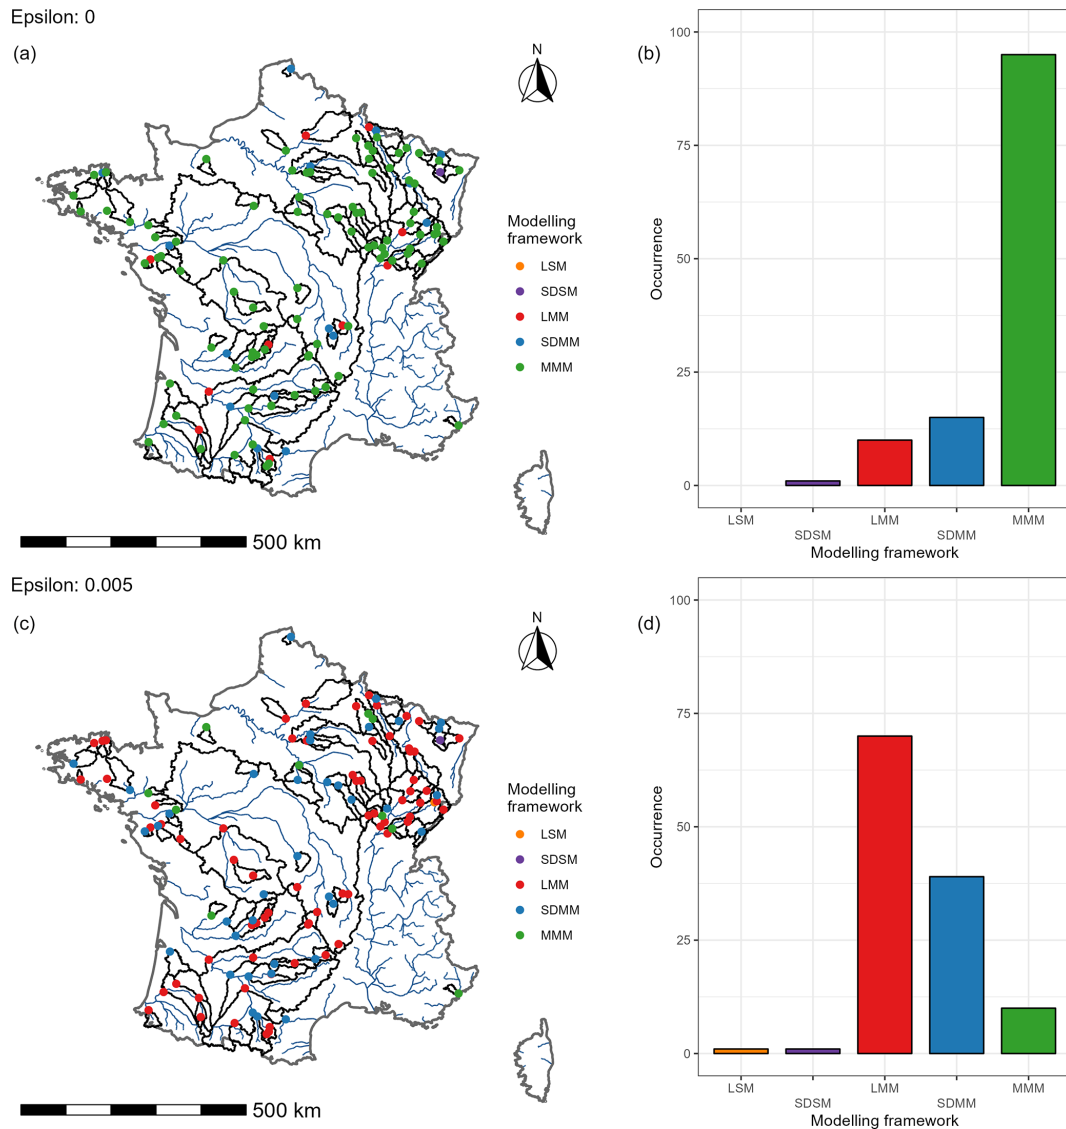 Epsilon: 0
(a)
N
Modelling
framework
LSM
SDSM
LMM
SDMM
MMM
500 km
(b)
100
75
50
25
0
Occurrence
LSM
SDSM
LMM
SDMM
MMM
Modelling framework
Epsilon: 0.005
(c)
N
Modelling
framework
LSM
SDSM
LMM
SDMM
MMM
500 km
(d)
100
75
50
25
0
Occurrence
LSM
SDSM
LMM
SDMM
MMM
Modelling framework